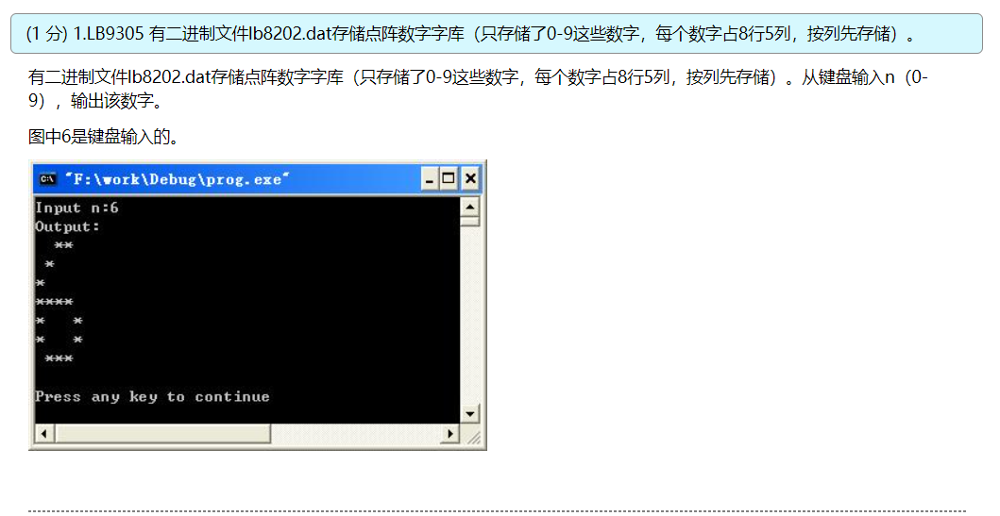 (1 分) 1.LB9305 有二进制文件lb8202.dat存储点阵数字字库（只存储了0-9这些数字，每个数字占8行5列，按列先存储）。
有二进制文件lb8202.dat存储点阵数字字库（只存储了0-9这些数字，每个数字占8行5列，按列先存储）。从键盘输入n（0-
9），输出该数字。
图中6是键盘输入的。
"F:\work\Debug\prog.exe"
Input n:6
Output:
  **
 *
*
****
*   *
*   *
 ***
Press any key to continue